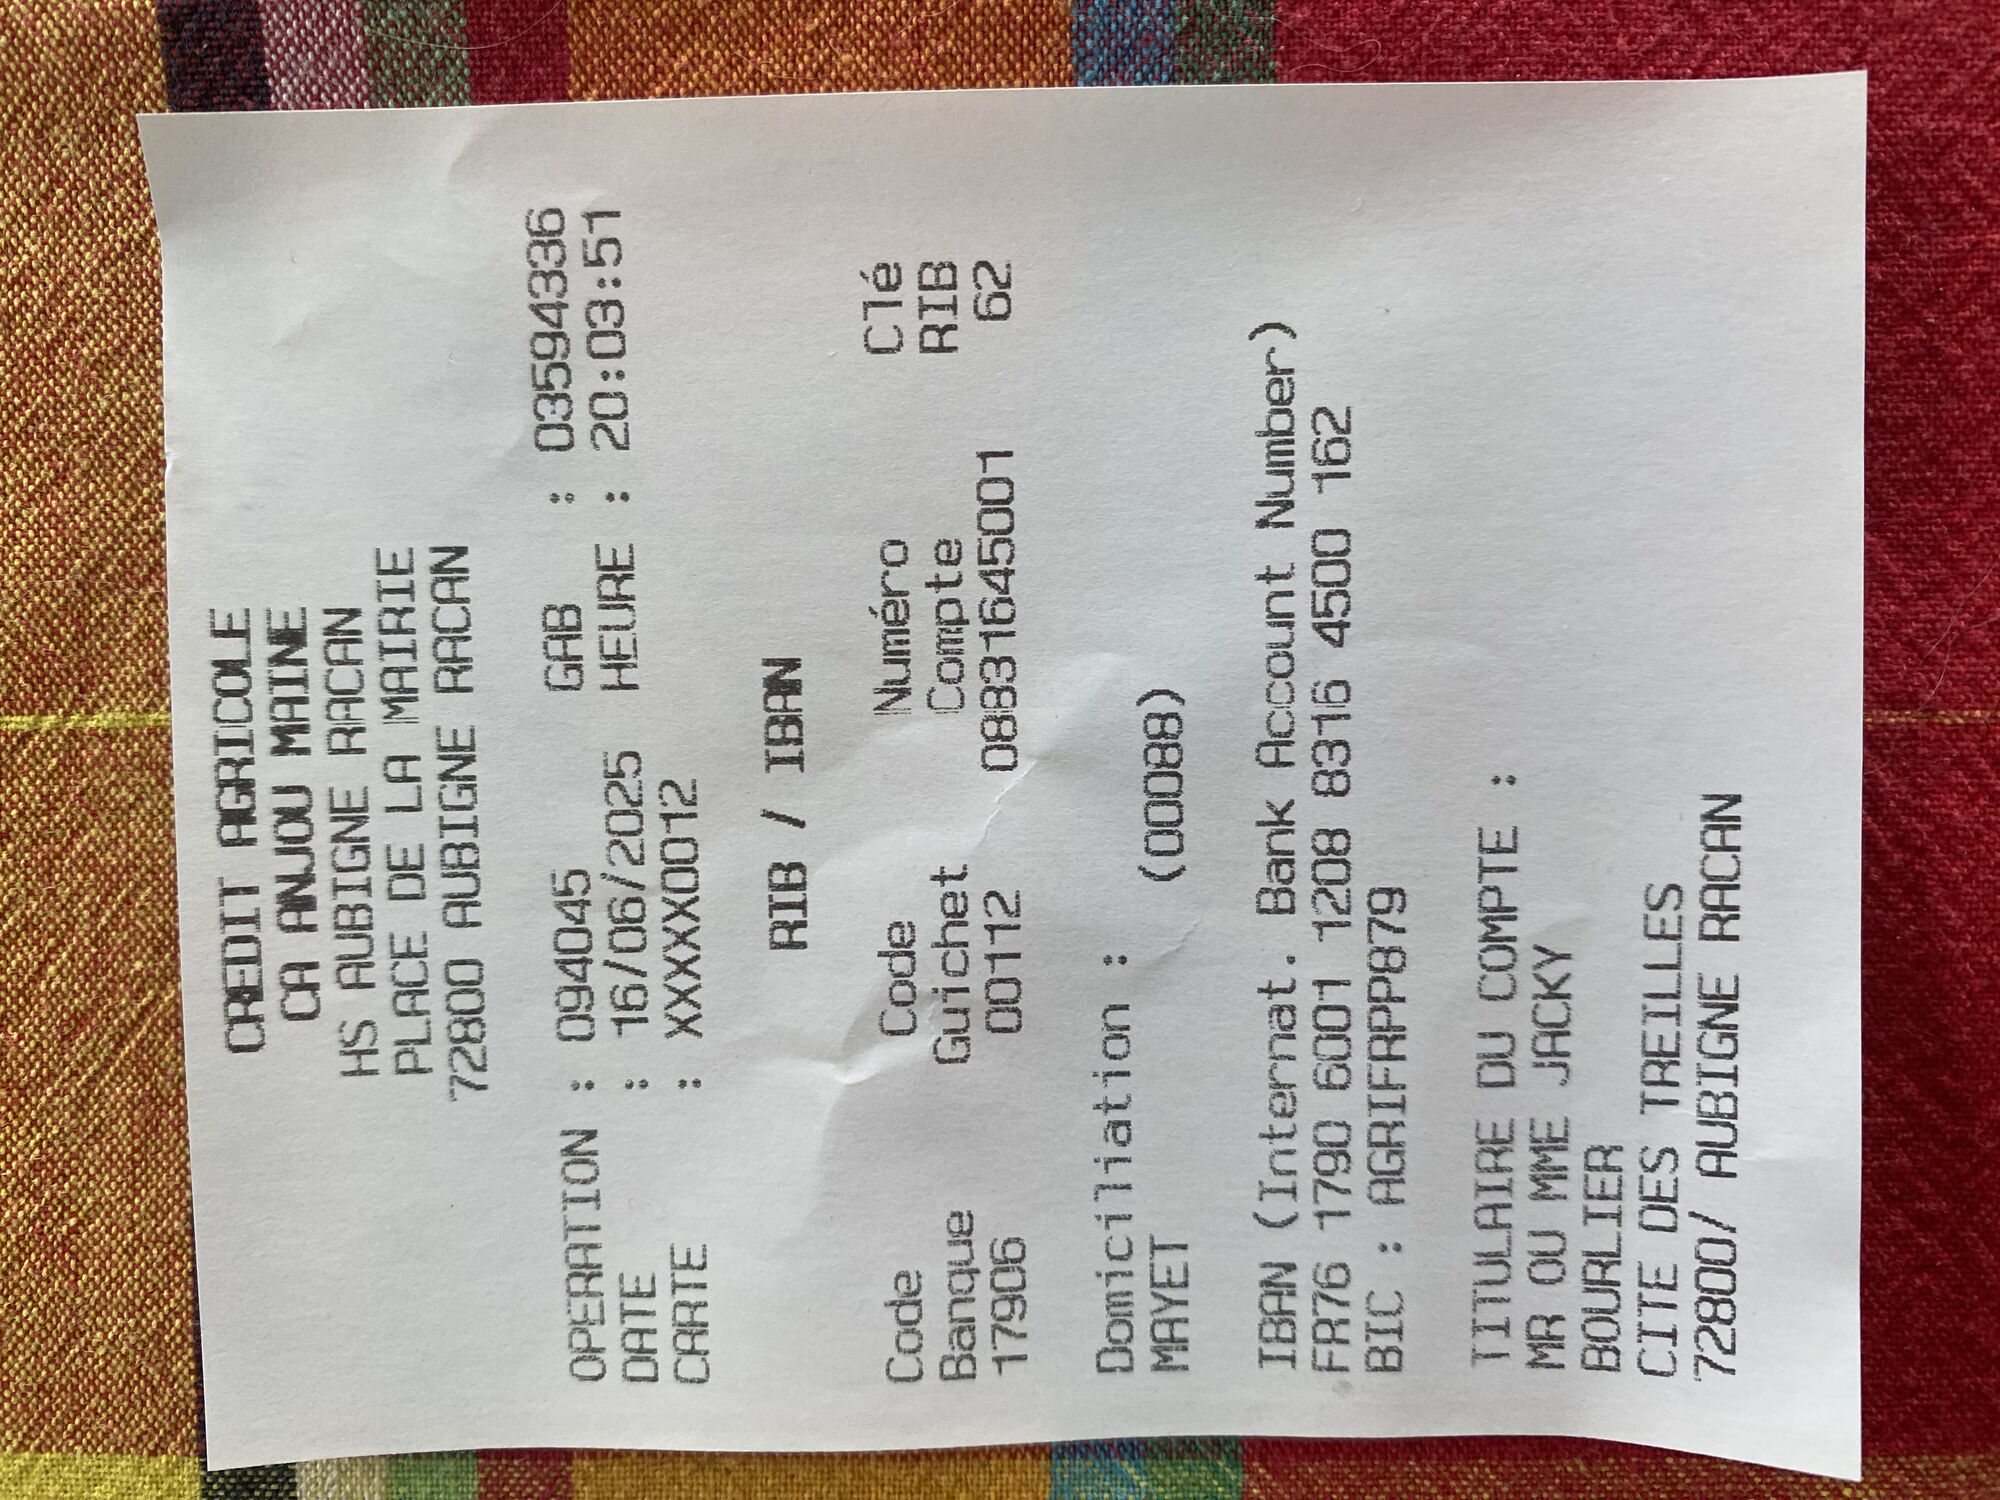 CREDIT AGRICOLE
CA ANJOU MAINE
HS AUBIGNE RACAN
PLACE DE LA MAIRIE
72800 AUBIGNE RACAN
OPERATION : 094045 GAB : 03594336
DATE : 16/06/2025 HEURE : 20:03:51
CARTE : XXXXXX0012
RIB / IBAN
Code Code Numéro Clé
Banque Guichet Compte RIB
17906 00112 08831645001 62
Domiciliation :
MAYET (00088)
IBAN (Internat. Bank Account Number)
FR76 1790 6001 1208 8316 4500 162
BIC : AGRIFRPP879
TITULAIRE DU COMPTE :
MR OU MME JACKY
BOURLIER
CITE DES TREILLES
72800/ AUBIGNE RACAN